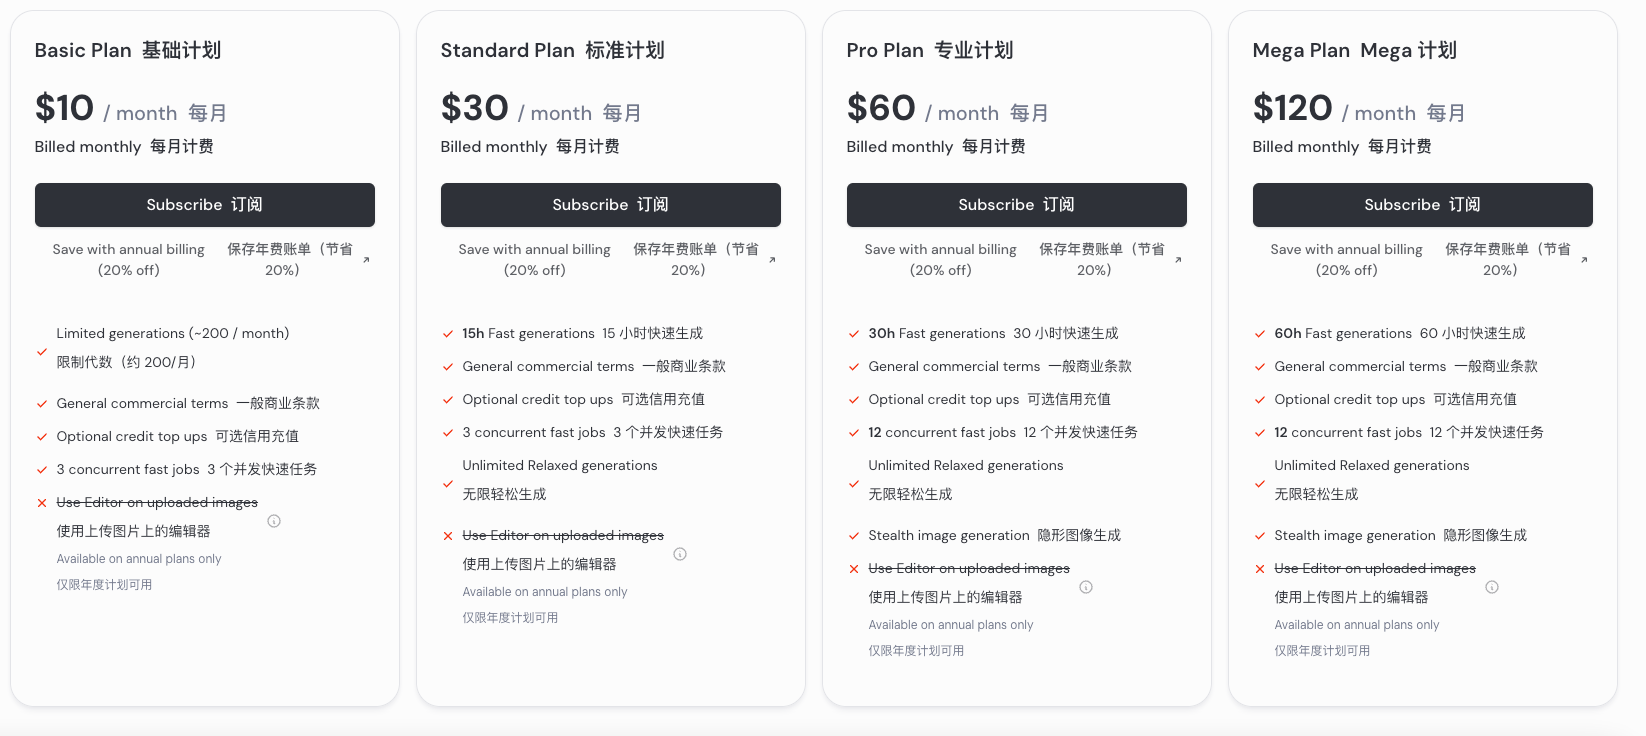 Basic Plan 基础计划
$10 / month 每月
Billed monthly 每月计费
Subscribe 订阅
Save with annual billing (20% off) 保存年费账单（节省 20%）
Limited generations (~200 / month)
限制代数（约 200/月）
General commercial terms 一般商业条款
Optional credit top ups 可选信用充值
3 concurrent fast jobs 3 个并发快速任务
Use Editor on uploaded images
使用上传图片上的编辑器
Available on annual plans only
仅限年度计划可用
Standard Plan 标准计划
$30 / month 每月
Billed monthly 每月计费
Subscribe 订阅
Save with annual billing (20% off) 保存年费账单（节省 20%）
15h Fast generations 15 小时快速生成
General commercial terms 一般商业条款
Optional credit top ups 可选信用充值
3 concurrent fast jobs 3 个并发快速任务
Unlimited Relaxed generations
无限轻松生成
Use Editor on uploaded images
使用上传图片上的编辑器
Available on annual plans only
仅限年度计划可用
Pro Plan 专业计划
$60 / month 每月
Billed monthly 每月计费
Subscribe 订阅
Save with annual billing (20% off) 保存年费账单（节省 20%）
30h Fast generations 30 小时快速生成
General commercial terms 一般商业条款
Optional credit top ups 可选信用充值
12 concurrent fast jobs 12 个并发快速任务
Unlimited Relaxed generations
无限轻松生成
Stealth image generation 隐形图像生成
Use Editor on uploaded images
使用上传图片上的编辑器
Available on annual plans only
仅限年度计划可用
Mega Plan Mega 计划
$120 / month 每月
Billed monthly 每月计费
Subscribe 订阅
Save with annual billing (20% off) 保存年费账单（节省 20%）
60h Fast generations 60 小时快速生成
General commercial terms 一般商业条款
Optional credit top ups 可选信用充值
12 concurrent fast jobs 12 个并发快速任务
Unlimited Relaxed generations
无限轻松生成
Stealth image generation 隐形图像生成
Use Editor on uploaded images
使用上传图片上的编辑器
Available on annual plans only
仅限年度计划可用